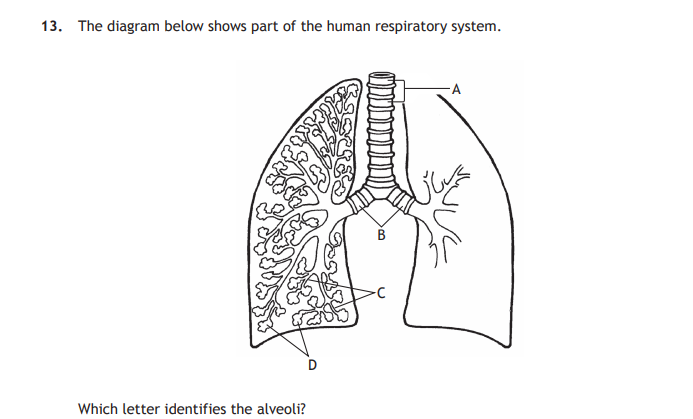 13. The diagram below shows part of the human respiratory system.
A
B
C
D
Which letter identifies the alveoli?